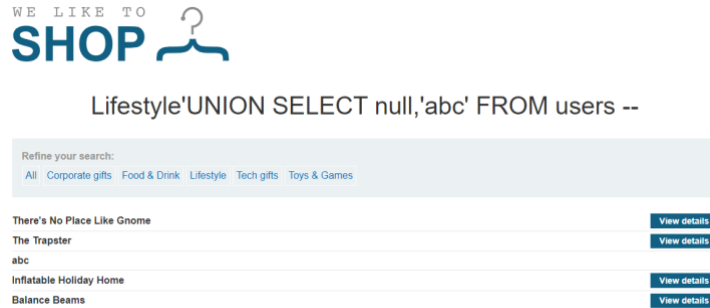 WE LIKE TO
SHOP
Lifestyle'UNION SELECT null,'abc' FROM users --
Refine your search:
All Corporate gifts Food & Drink Lifestyle Tech gifts Toys & Games
There's No Place Like Gnome View details
The Trapster View details
abc
Inflatable Holiday Home View details
Balance Beams View details